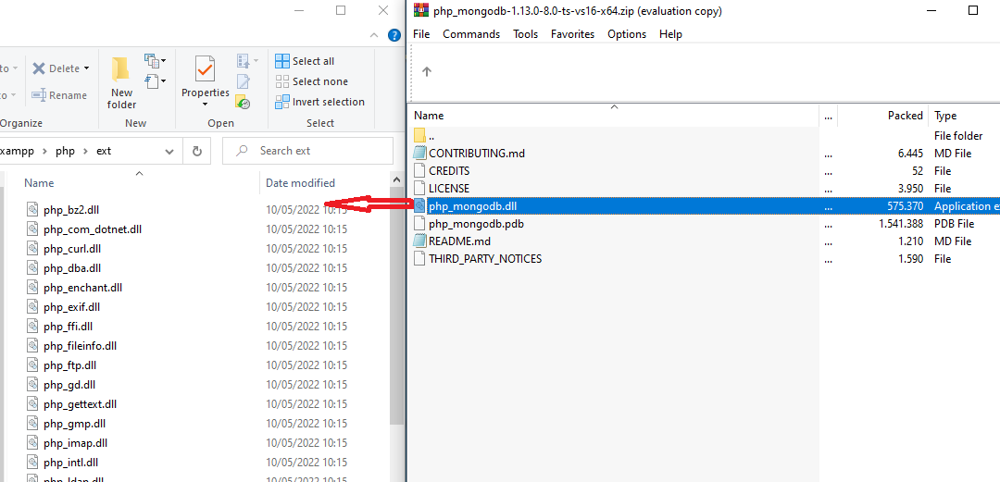 to
Delete
to
Rename
New
folder
Properties
Select all
Select none
Invert selection
Organize
New
Open
Select
xampp > php > ext
Search ext
Name
Date modified
php_bz2.dll 10/05/2022 10:15
php_com_dotnet.dll 10/05/2022 10:15
php_curl.dll 10/05/2022 10:15
php_dba.dll 10/05/2022 10:15
php_enchant.dll 10/05/2022 10:15
php_exif.dll 10/05/2022 10:15
php_ffi.dll 10/05/2022 10:15
php_fileinfo.dll 10/05/2022 10:15
php_ftp.dll 10/05/2022 10:15
php_gd.dll 10/05/2022 10:15
php_gettext.dll 10/05/2022 10:15
php_gmp.dll 10/05/2022 10:15
php_imap.dll 10/05/2022 10:15
php_intl.dll 10/05/2022 10:15
php_ldap.dll 10/05/2022 10:15
php_mongodb-1.13.0-8.0-ts-vs16-x64.zip (evaluation copy)
File Commands Tools Favorites Options Help
Name ... Packed Type
.. File folder
CONTRIBUTING.md ... 6.445 MD File
CREDITS ... 52 File
LICENSE ... 3.950 File
php_mongodb.dll ... 575.370 Application e
php_mongodb.pdb ... 1.541.388 PDB File
README.md ... 1.210 MD File
THIRD_PARTY_NOTICES ... 1.590 File